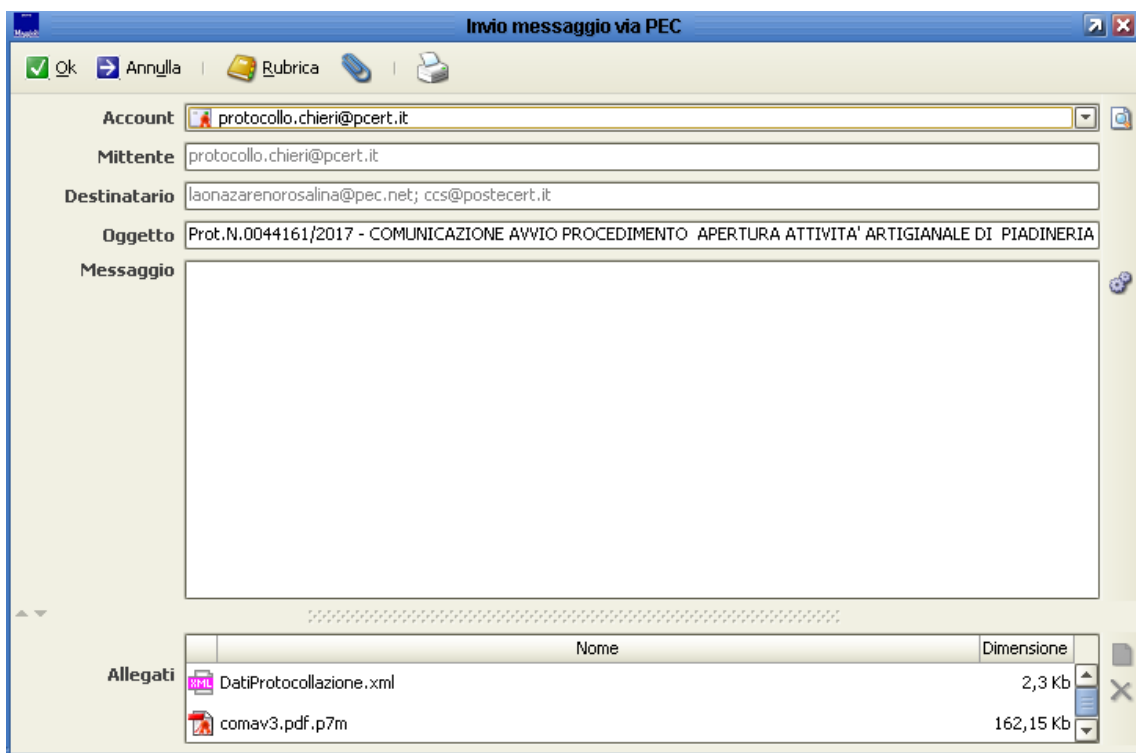 Invio messaggio via PEC
Ok Annulla Rubrica
Account protocollo.chieri@pcert.it
Mittente protocollo.chieri@pcert.it
Destinatario laonazarenorosalina@pec.net; ccs@postecert.it
Oggetto Prot.N.0044161/2017 - COMUNICAZIONE AVVIO PROCEDIMENTO APERTURA ATTIVITA' ARTIGIANALE DI PIADINERIA
Messaggio
Nome Dimensione
Allegati
XML DatiProtocollazione.xml 2,3 Kb
comav3.pdf.p7m 162,15 Kb